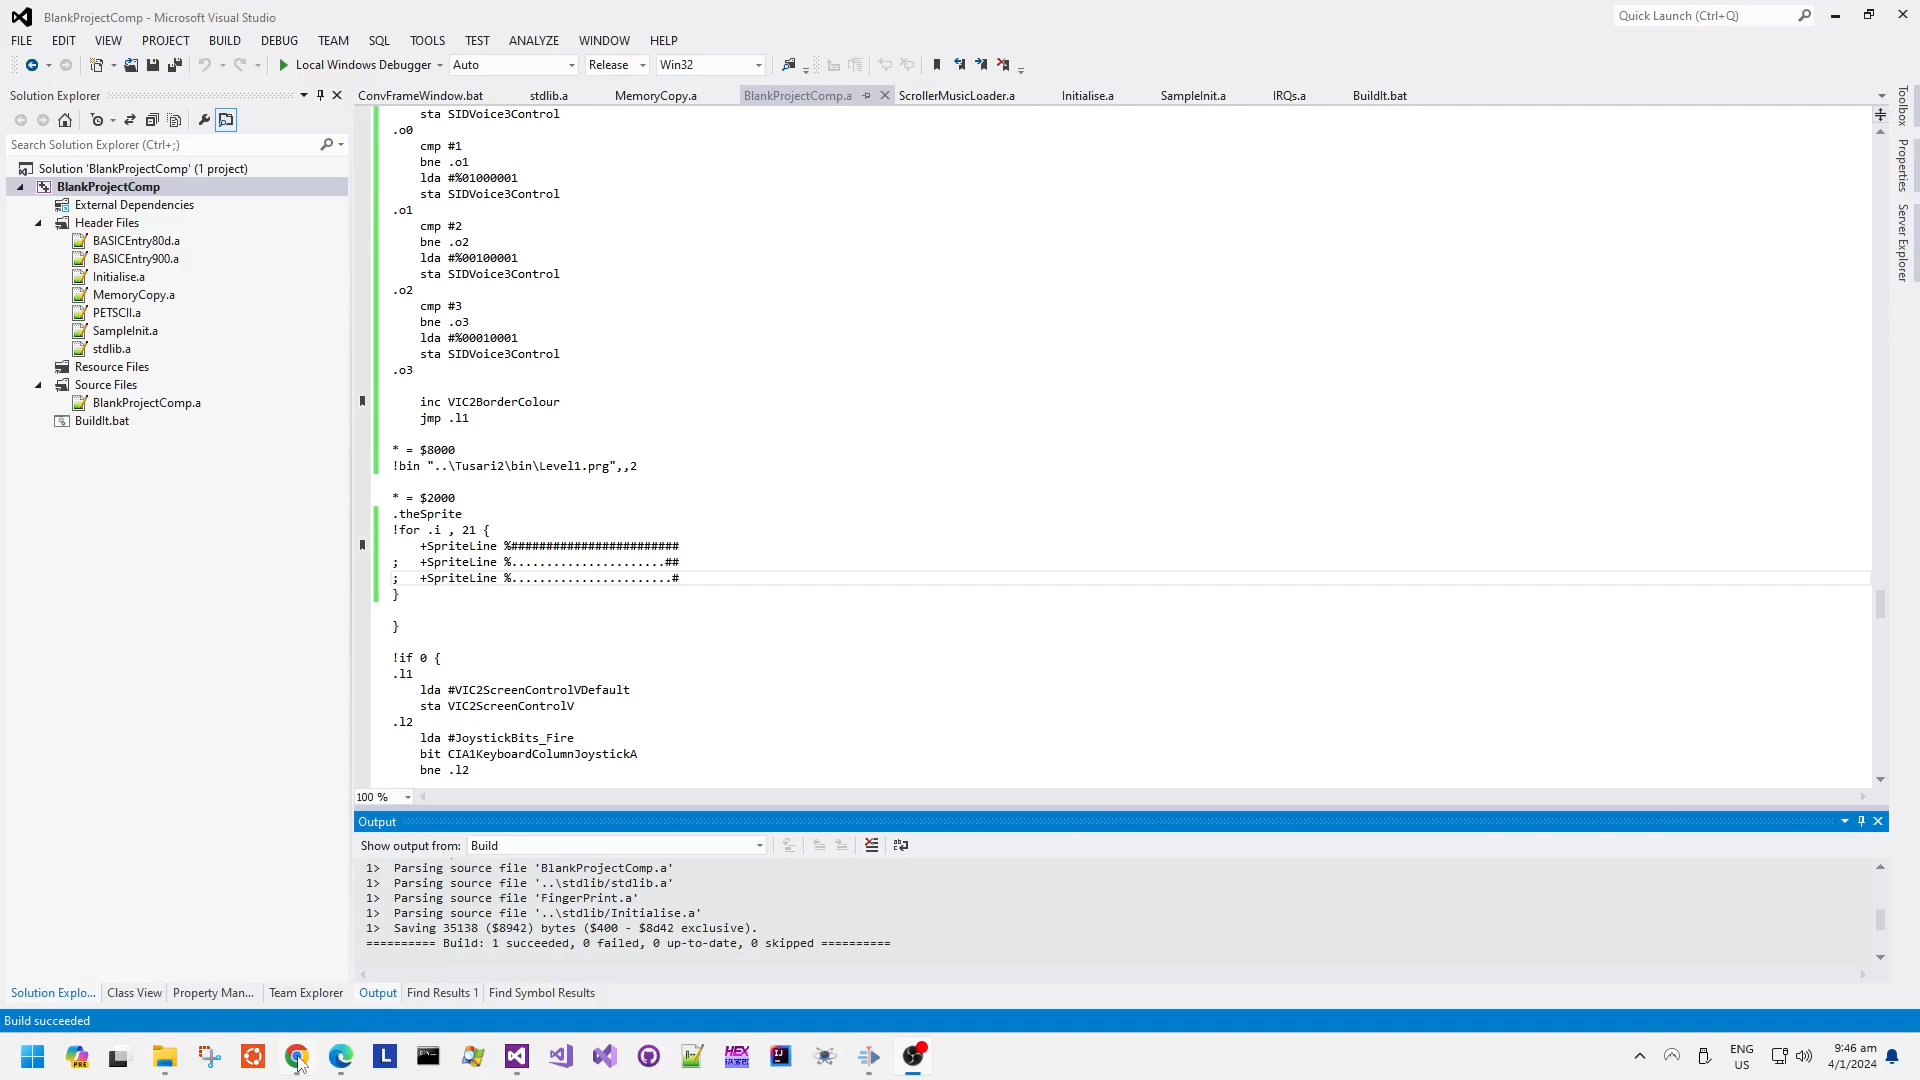 BlankProjectComp - Microsoft Visual Studio
Quick Launch (Ctrl+Q)
FILE EDIT VIEW PROJECT BUILD DEBUG TEAM SQL TOOLS TEST ANALYZE WINDOW HELP
Local Windows Debugger Auto Release Win32
Solution Explorer
Search Solution Explorer (Ctrl+;)
Solution 'BlankProjectComp' (1 project)
BlankProjectComp
External Dependencies
Header Files
BASICEntry80d.a
BASICEntry900.a
Initialise.a
MemoryCopy.a
PETSCII.a
SampleInit.a
stdlib.a
Resource Files
Source Files
BlankProjectComp.a
BuildIt.bat
Solution Explo... Class View Property Man... Team Explorer
ConvFrameWindow.bat stdlib.a MemoryCopy.a BlankProjectComp.a ScrollerMusicLoader.a Initialise.a SampleInit.a IRQs.a BuildIt.bat
sta SIDVoice3Control
.o0
cmp #1
bne .o1
lda #%01000001
sta SIDVoice3Control
.o1
cmp #2
bne .o2
lda #%00100001
sta SIDVoice3Control
.o2
cmp #3
bne .o3
lda #%00010001
sta SIDVoice3Control
.o3
inc VIC2BorderColour
jmp .l1
* = $8000
!bin "..\Tusari2\bin\Level1.prg",,2
* = $2000
.theSprite
!for .i , 21 {
+SpriteLine %########################
; +SpriteLine %......................##
; +SpriteLine %.......................#
}
}
!if 0 {
.l1
lda #VIC2ScreenControlVDefault
sta VIC2ScreenControlV
.l2
lda #JoystickBits_Fire
bit CIA1KeyboardColumnJoystickA
bne .l2
100 %
Toolbox
Properties
Server Explorer
Output
Show output from: Build
1> Parsing source file 'BlankProjectComp.a'
1> Parsing source file '..\stdlib/stdlib.a'
1> Parsing source file 'FingerPrint.a'
1> Parsing source file '..\stdlib/Initialise.a'
1> Saving 35138 ($8942) bytes ($400 - $8d42 exclusive).
========== Build: 1 succeeded, 0 failed, 0 up-to-date, 0 skipped ==========
Output Find Results 1 Find Symbol Results
Build succeeded
PRE
L
HEX
IJ
ENG
US
9:46 am
4/1/2024